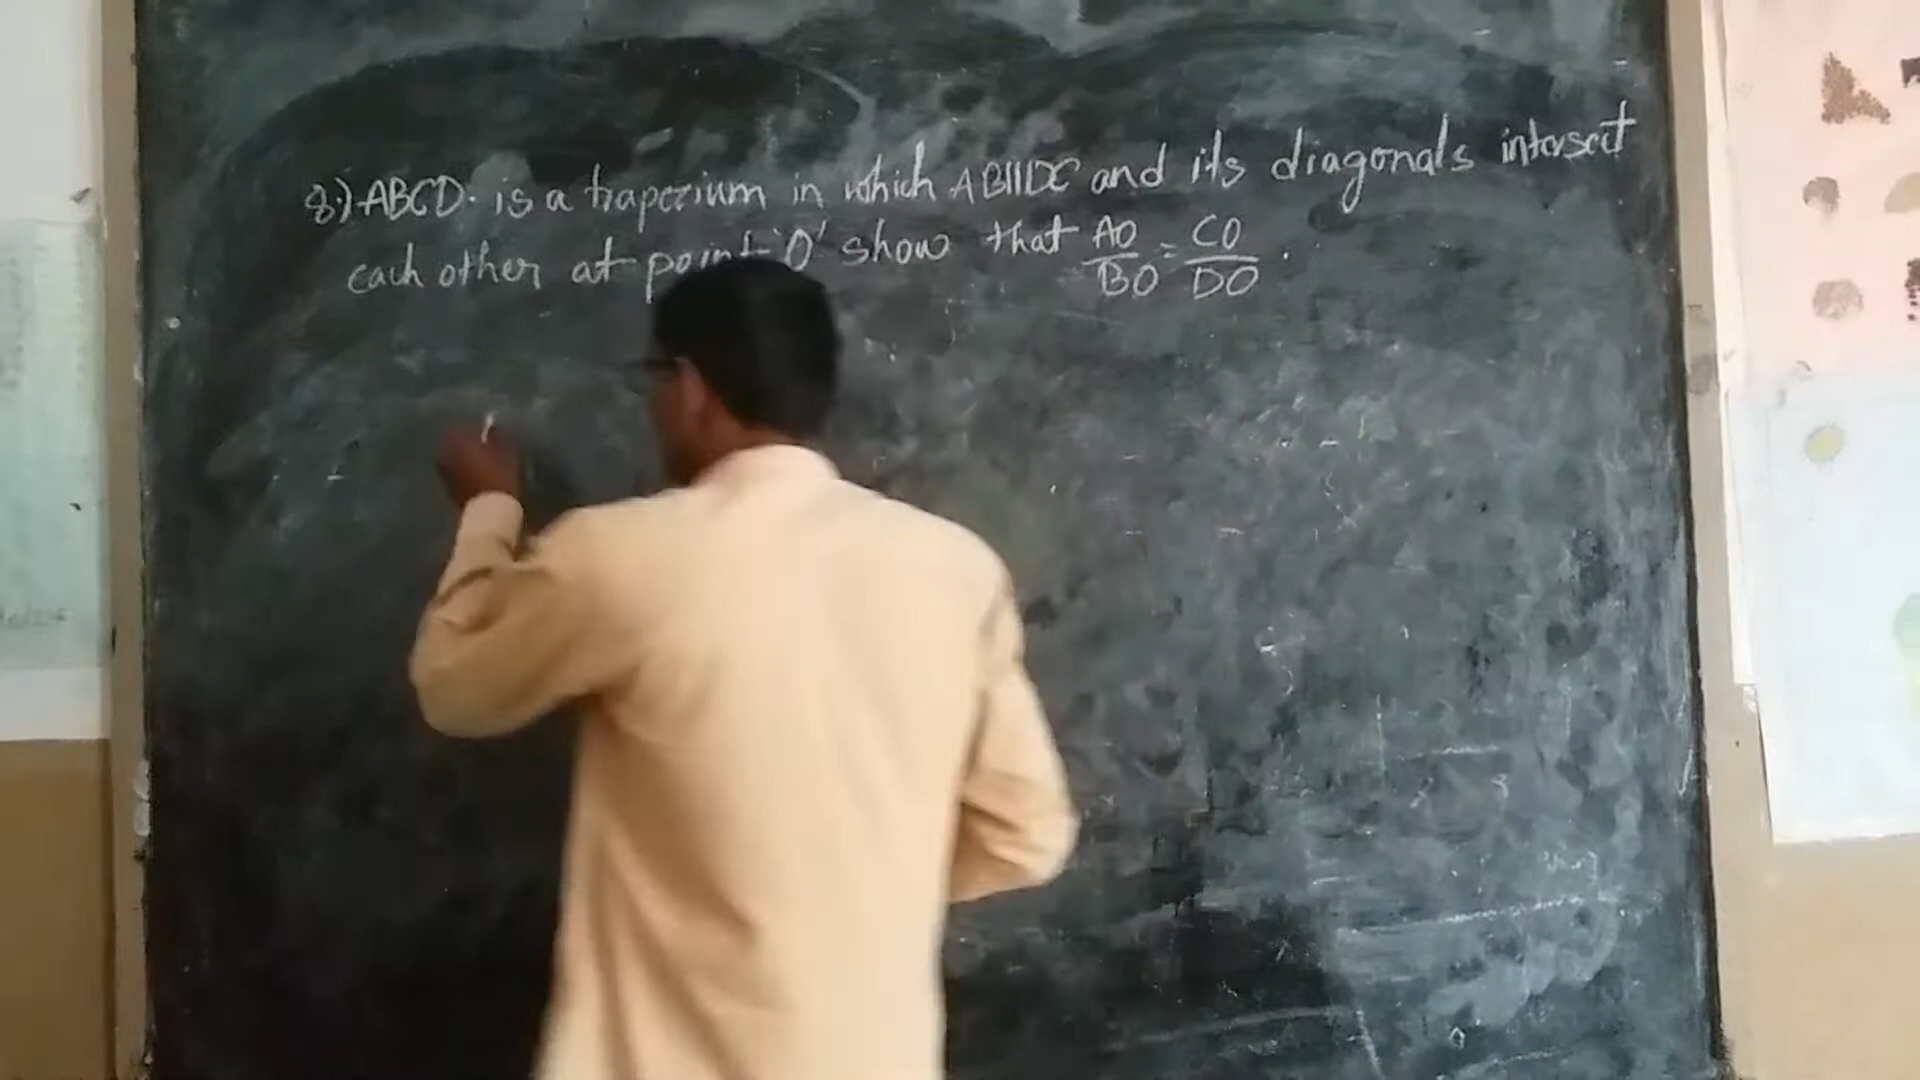 8.) ABCD. is a trapezium in which AB||DC and its diagonals intersect
each other at point 'O' show that AO/BO = CO/DO .